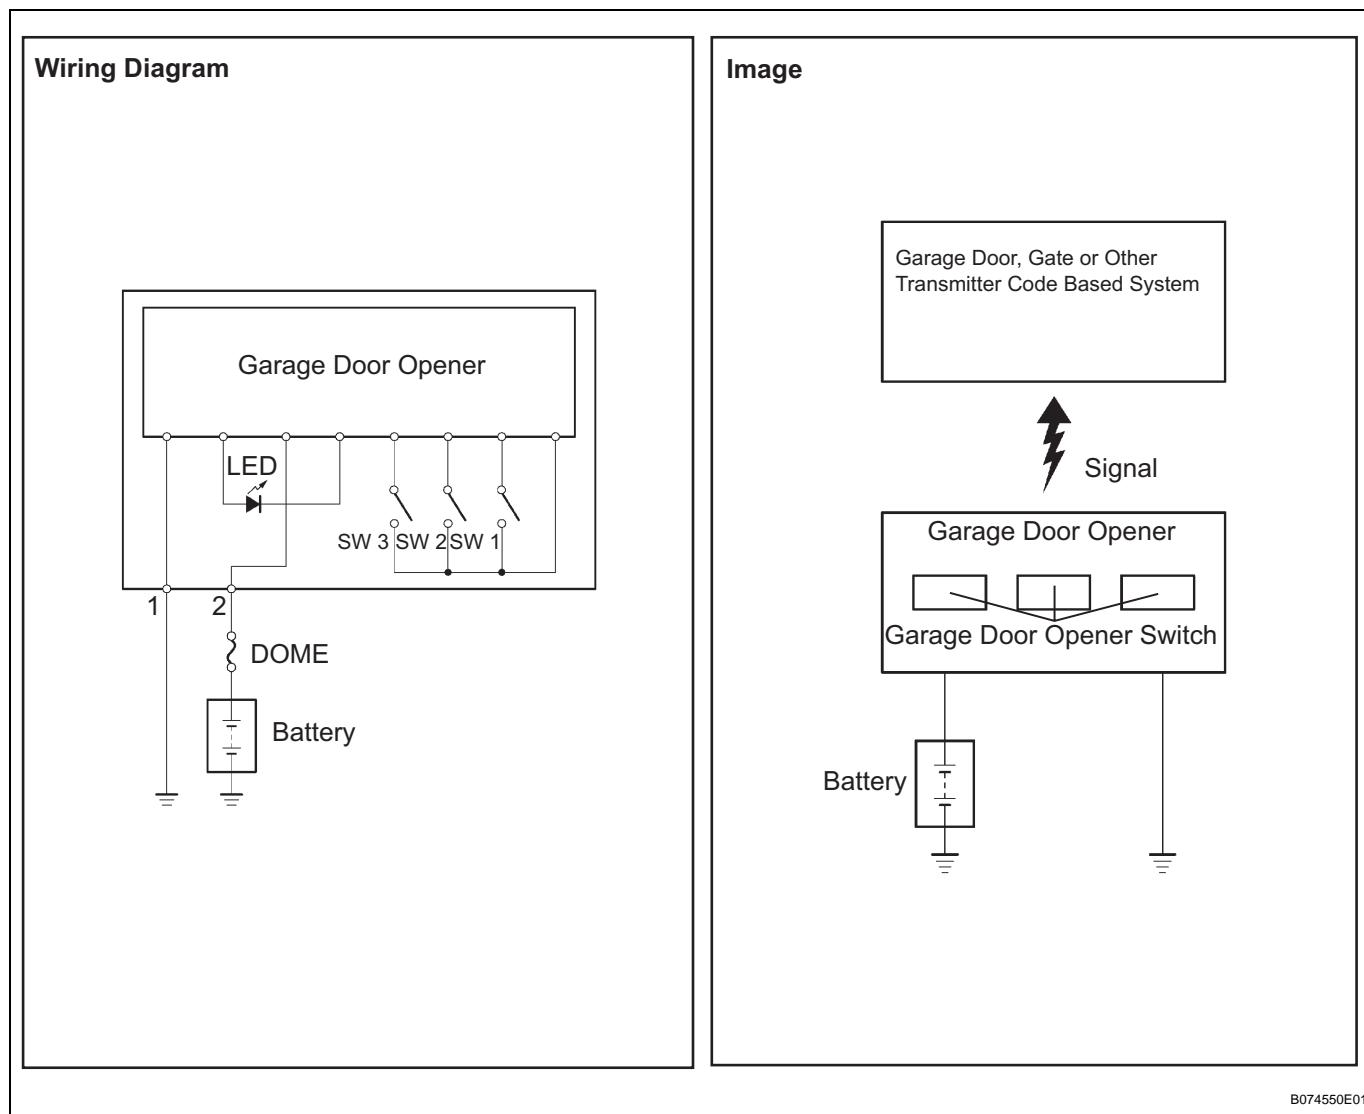 Wiring Diagram
Garage Door Opener
LED
SW 3 SW 2 SW 1
1 2
DOME
Battery
Image
Garage Door, Gate or Other
Transmitter Code Based System
Signal
Garage Door Opener
Garage Door Opener Switch
Battery
B074550E01